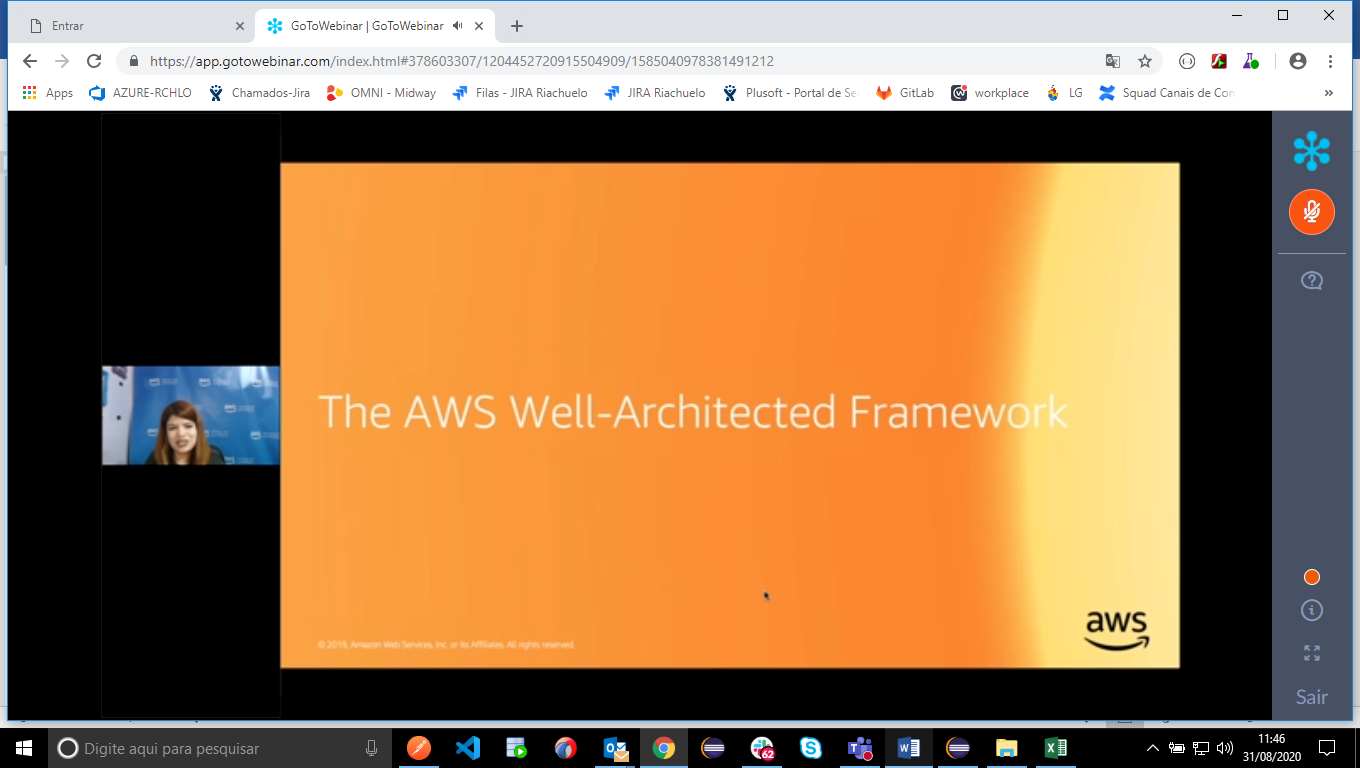 Entrar
GoToWebinar | GoToWebinar
https://app.gotowebinar.com/index.html#378603307/1204452720915504909/1585040978381491212
Apps
AZURE-RCHLO
Chamados-Jira
OMNI - Midway
Filas - JIRA Riachuelo
JIRA Riachuelo
Plusoft - Portal de Se
GitLab
workplace
LG
Squad Canais de Con
»
The AWS Well-Architected Framework
© 2019, Amazon Web Services, Inc. or its Affiliates. All rights reserved.
aws
Sair
Digite aqui para pesquisar
62
11:46
31/08/2020